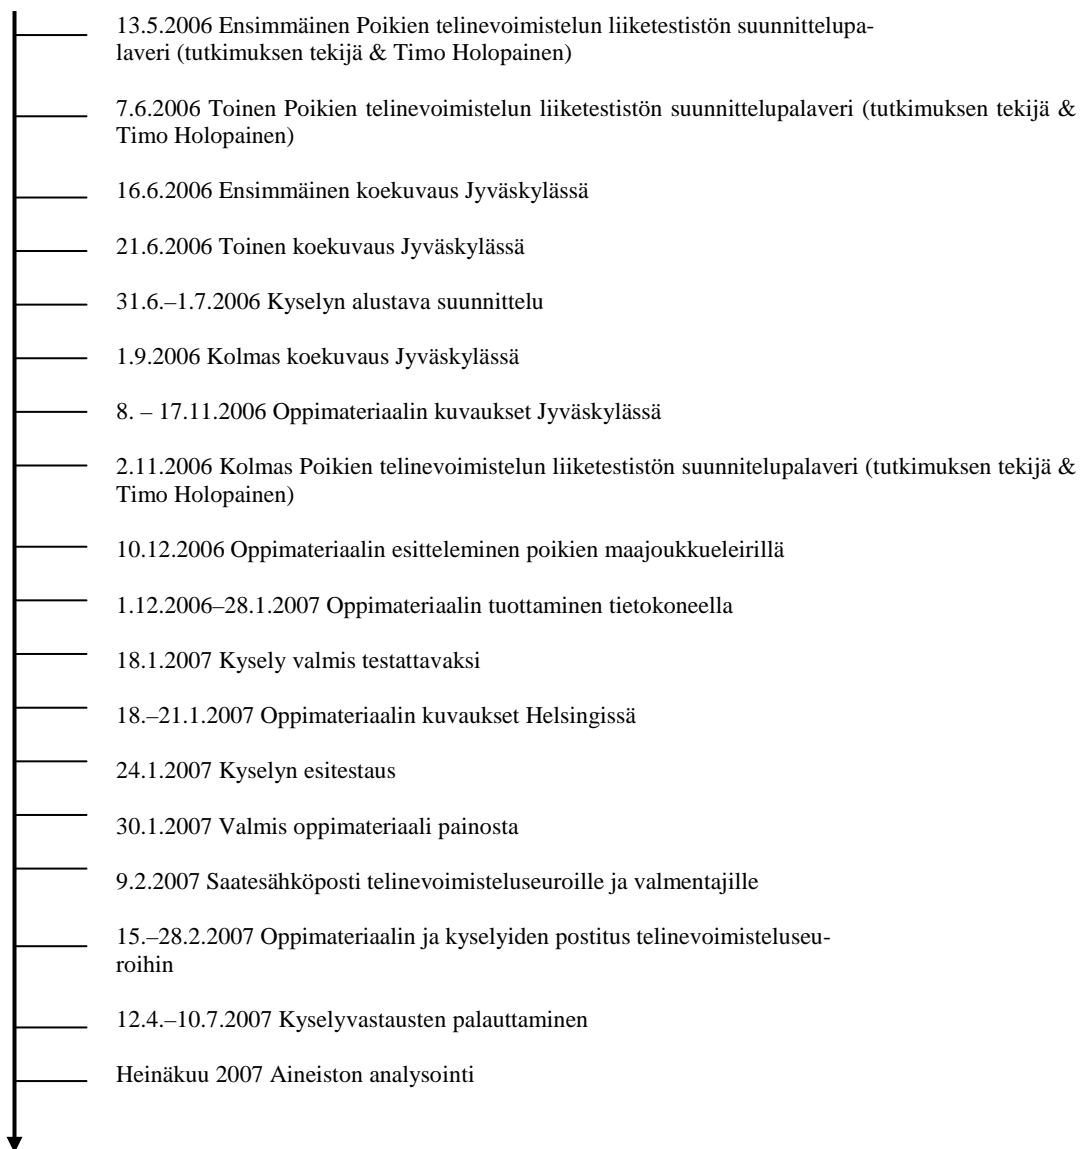 13.5.2006 Ensimmäinen Poikien telinevoimistelun liiketestistön suunnittelupa-
laveri (tutkimuksen tekijä & Timo Holopainen)
7.6.2006 Toinen Poikien telinevoimistelun liiketestistön suunnittelupalaveri (tutkimuksen tekijä &
Timo Holopainen)
16.6.2006 Ensimmäinen koekuvaus Jyväskylässä
21.6.2006 Toinen koekuvaus Jyväskylässä
31.6.–1.7.2006 Kyselyn alustava suunnittelu
1.9.2006 Kolmas koekuvaus Jyväskylässä
8. – 17.11.2006 Oppimateriaalin kuvaukset Jyväskylässä
2.11.2006 Kolmas Poikien telinevoimistelun liiketestistön suunnitelupalaveri (tutkimuksen tekijä &
Timo Holopainen)
10.12.2006 Oppimateriaalin esitteleminen poikien maajoukkueleirillä
1.12.2006–28.1.2007 Oppimateriaalin tuottaminen tietokoneella
18.1.2007 Kysely valmis testattavaksi
18.–21.1.2007 Oppimateriaalin kuvaukset Helsingissä
24.1.2007 Kyselyn esitestaus
30.1.2007 Valmis oppimateriaali painosta
9.2.2007 Saatesähköposti telinevoimisteluseuroille ja valmentajille
15.–28.2.2007 Oppimateriaalin ja kyselyiden postitus telinevoimisteluseu-
roihin
12.4.–10.7.2007 Kyselyvastausten palauttaminen
Heinäkuu 2007 Aineiston analysointi